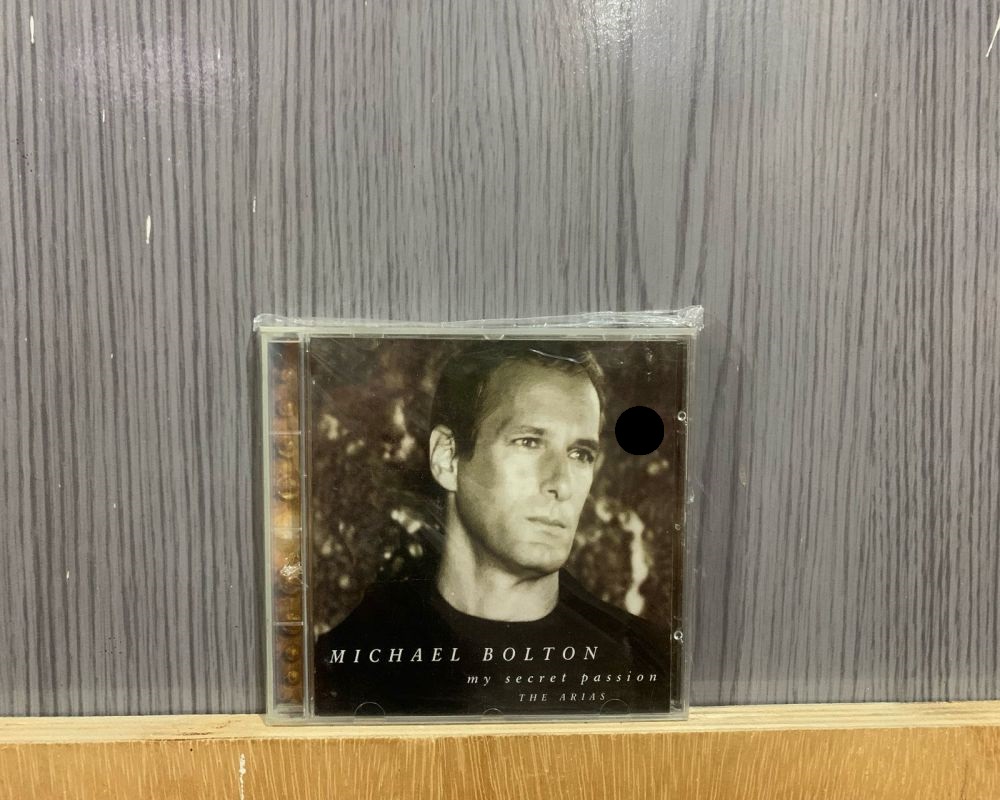 MICHAEL BOLTON
my secret passion
THE ARIAS